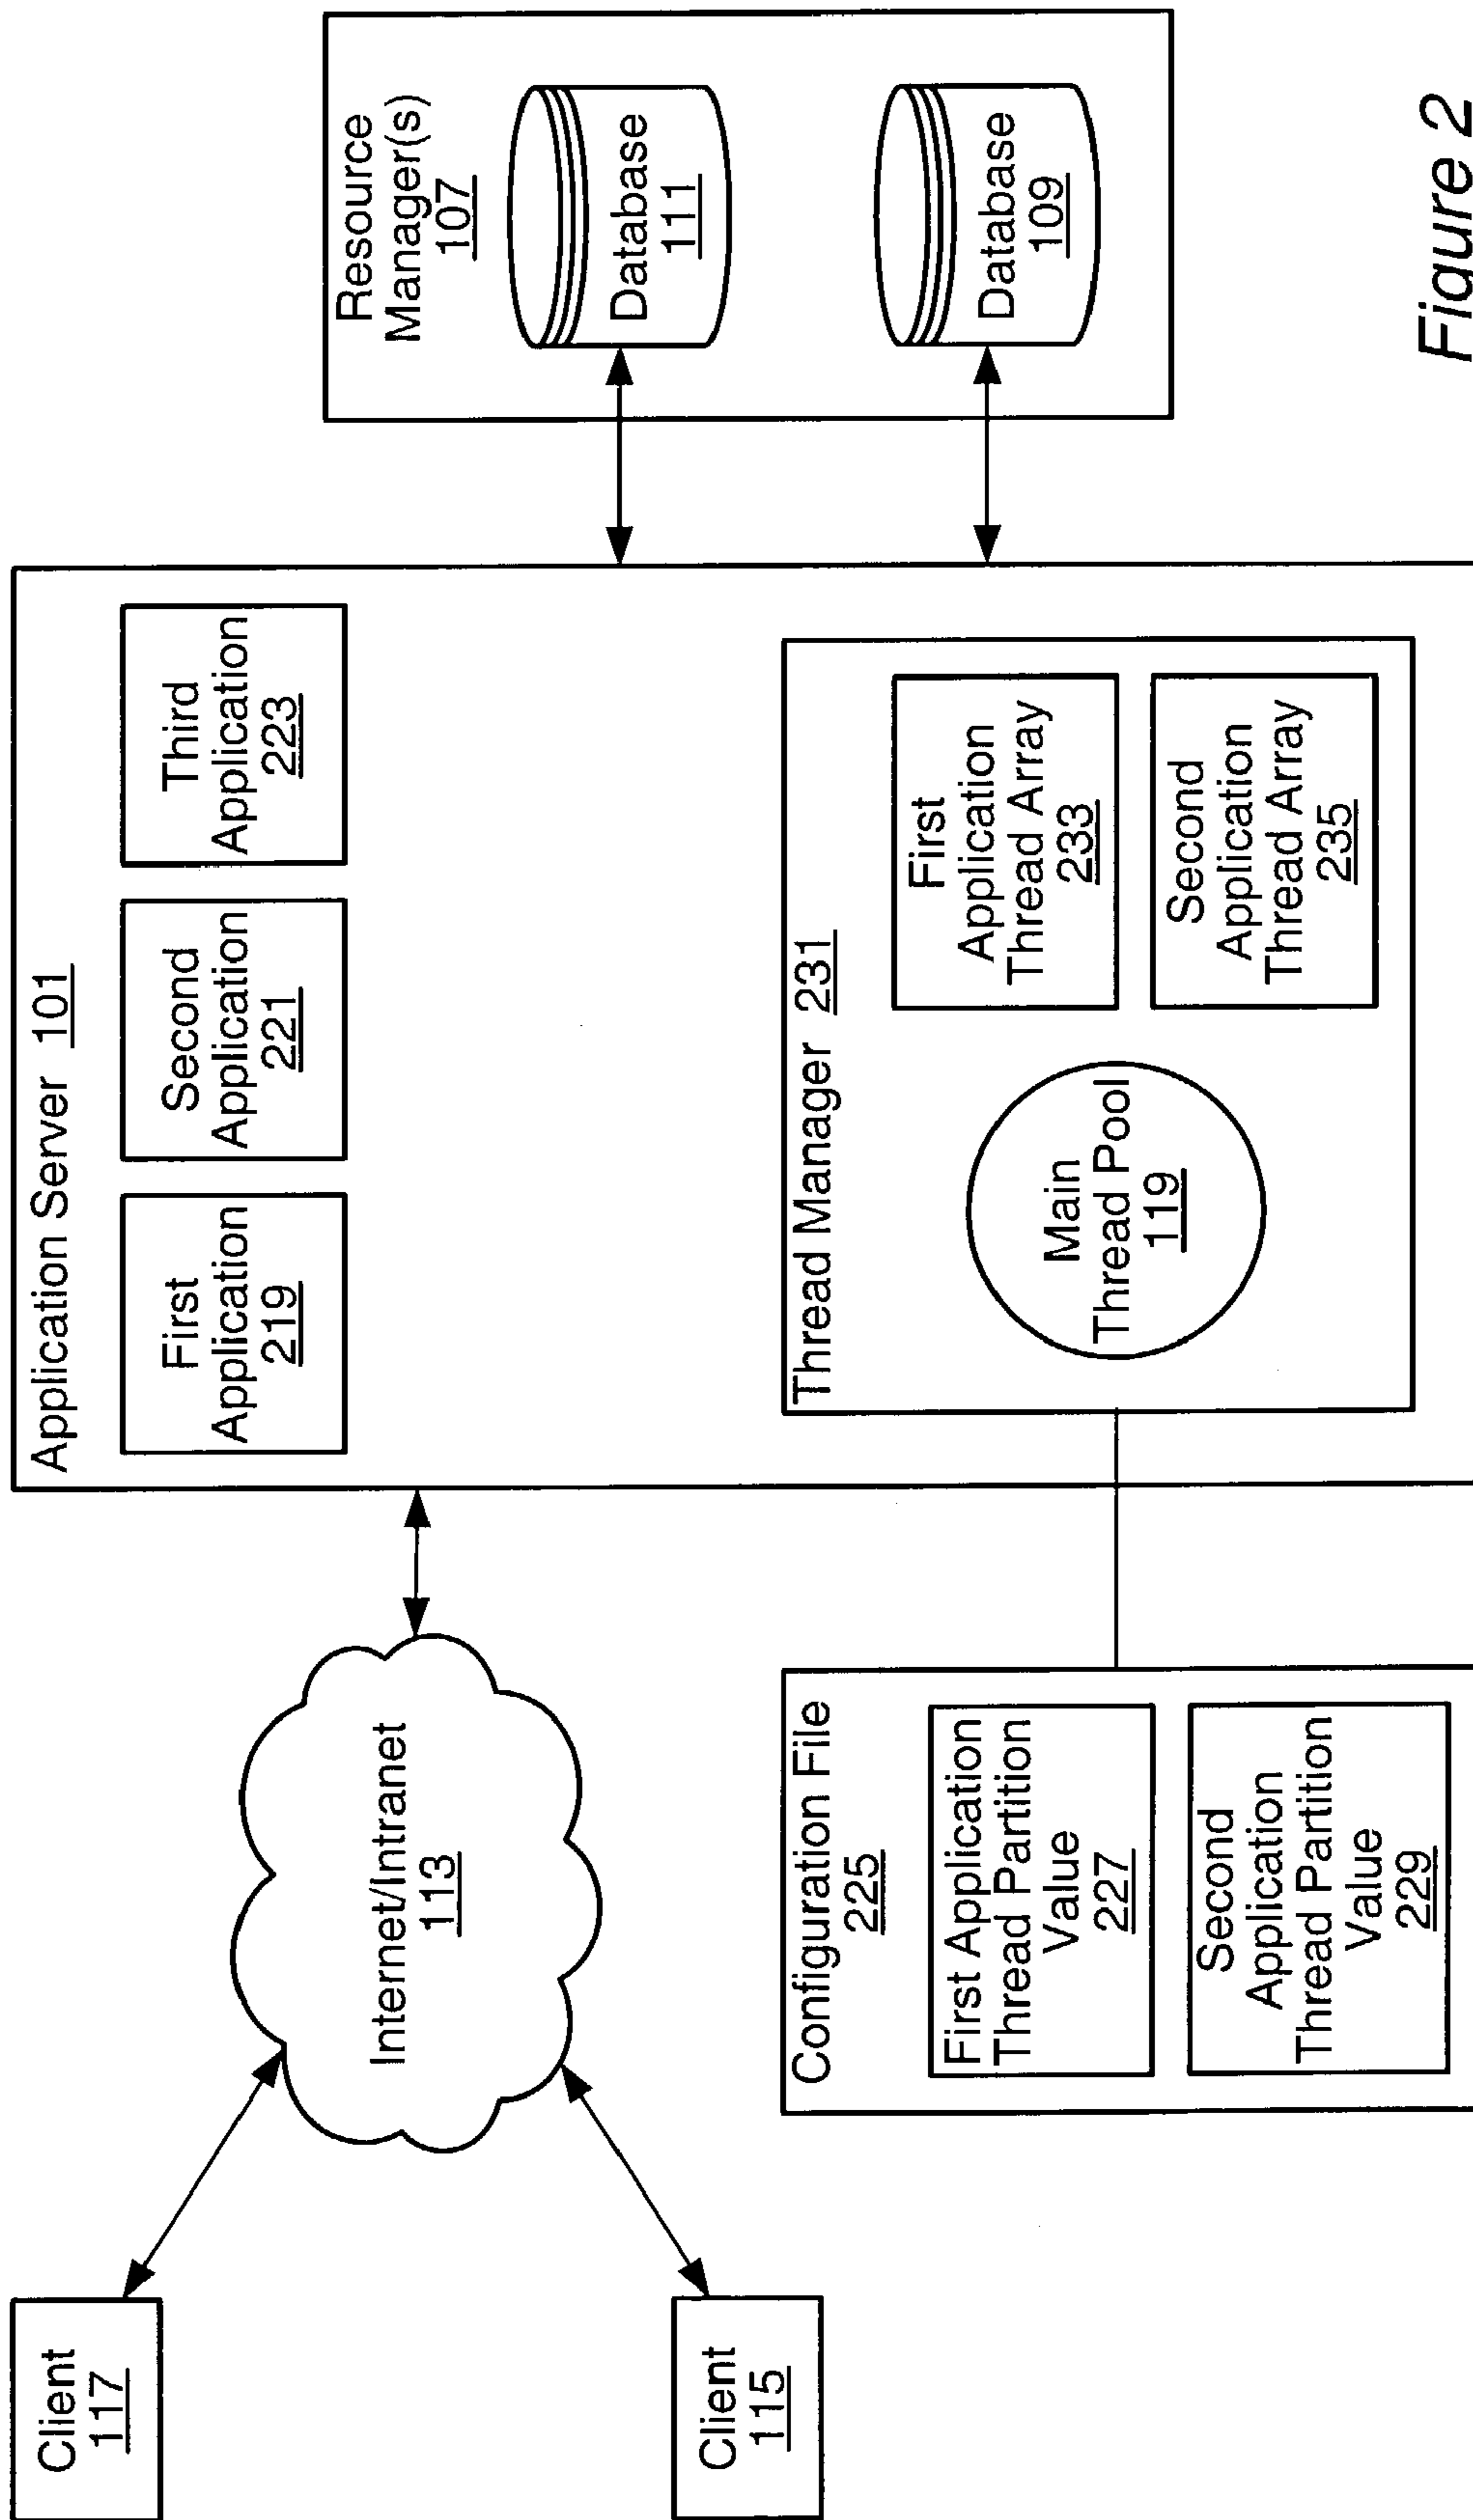 Client
117
Client
115
Internet/Intranet
113
Configuration File
225
First Application
Thread Partition
Value
227
Second
Application
Thread Partition
Value
229
Application Server 101
First
Application
219
Second
Application
221
Third
Application
223
Thread Manager 231
Main
Thread Pool
119
First
Application
Thread Array
233
Second
Application
Thread Array
235
Resource
Manager(s)
107
Database
111
Database
109
Figure 2